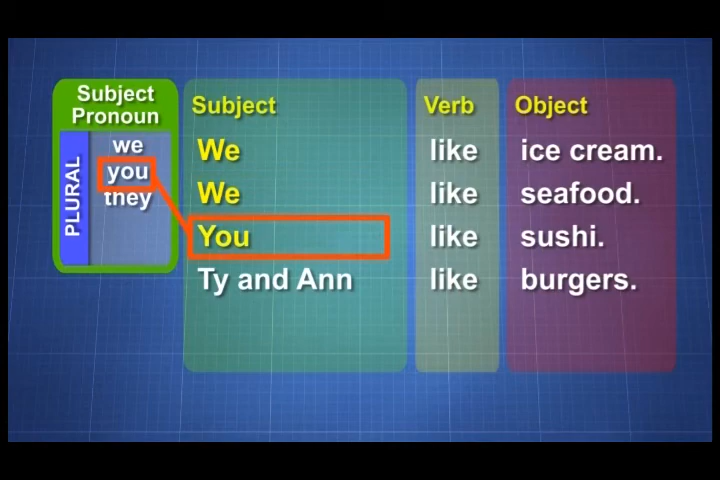 Subject
Pronoun
PLURAL
we
you
they
Subject Verb Object
We like ice cream.
We like seafood.
You like sushi.
Ty and Ann like burgers.